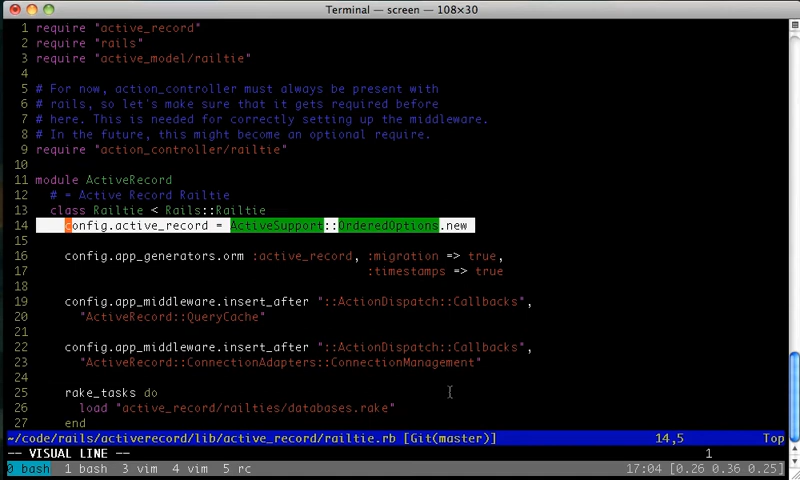 Terminal — screen — 108×30
1 require "active_record"
2 require "rails"
3 require "active_model/railtie"
4
5 # For now, action_controller must always be present with
6 # rails, so let's make sure that it gets required before
7 # here. This is needed for correctly setting up the middleware.
8 # In the future, this might become an optional require.
9 require "action_controller/railtie"
10
11 module ActiveRecord
12   # = Active Record Railtie
13   class Railtie < Rails::Railtie
14     config.active_record = ActiveSupport::OrderedOptions.new
15
16     config.app_generators.orm :active_record, :migration => true,
17                                               :timestamps => true
18
19     config.app_middleware.insert_after "::ActionDispatch::Callbacks",
20       "ActiveRecord::QueryCache"
21
22     config.app_middleware.insert_after "::ActionDispatch::Callbacks",
23       "ActiveRecord::ConnectionAdapters::ConnectionManagement"
24
25     rake_tasks do
26       load "active_record/railties/databases.rake"
27     end
~/code/rails/activerecord/lib/active_record/railtie.rb [Git(master)] 14,5 Top
-- VISUAL LINE -- 1
0 bash 1 bash 3 vim 4 vim 5 rc 17:04 [0.26 0.36 0.25]